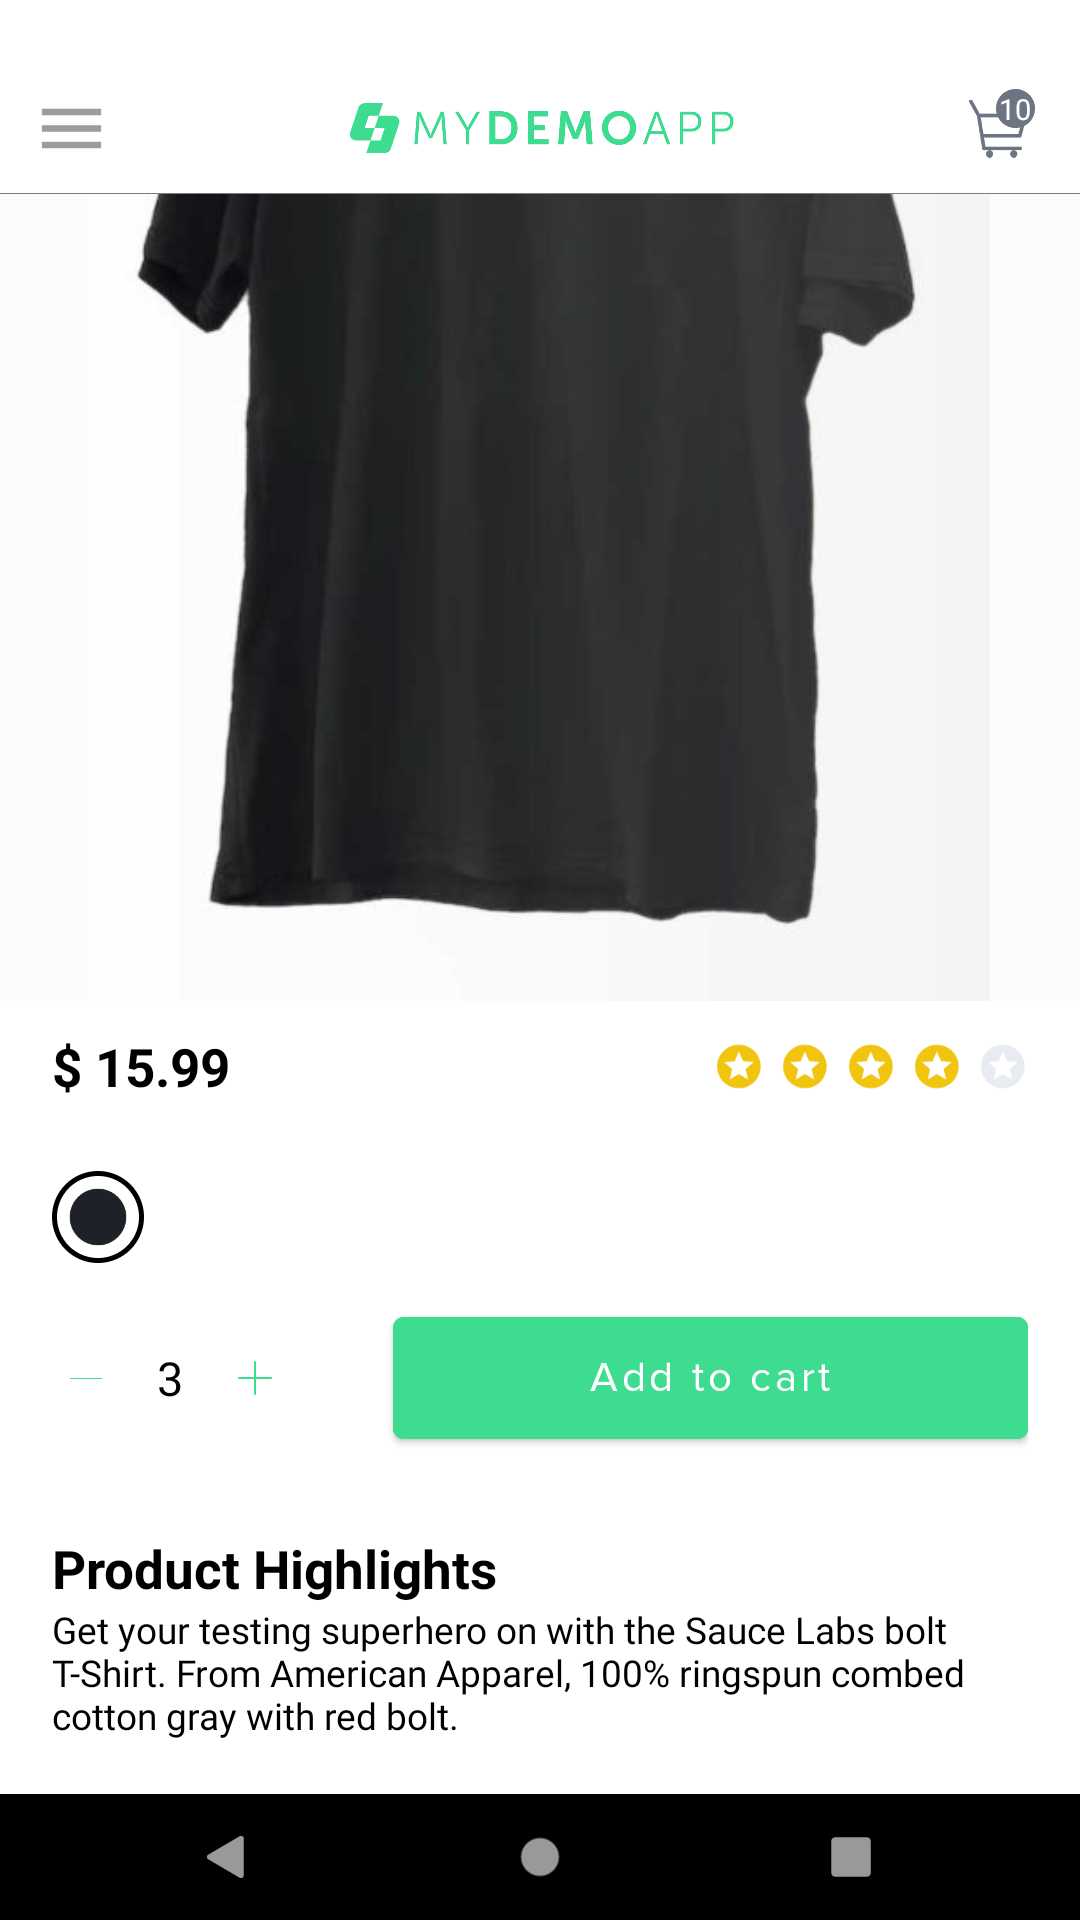 MYDEMOAPP
10
$ 15.99
3
Add to cart
Product Highlights
Get your testing superhero on with the Sauce Labs bolt
T-Shirt. From American Apparel, 100% ringspun combed
cotton gray with red bolt.